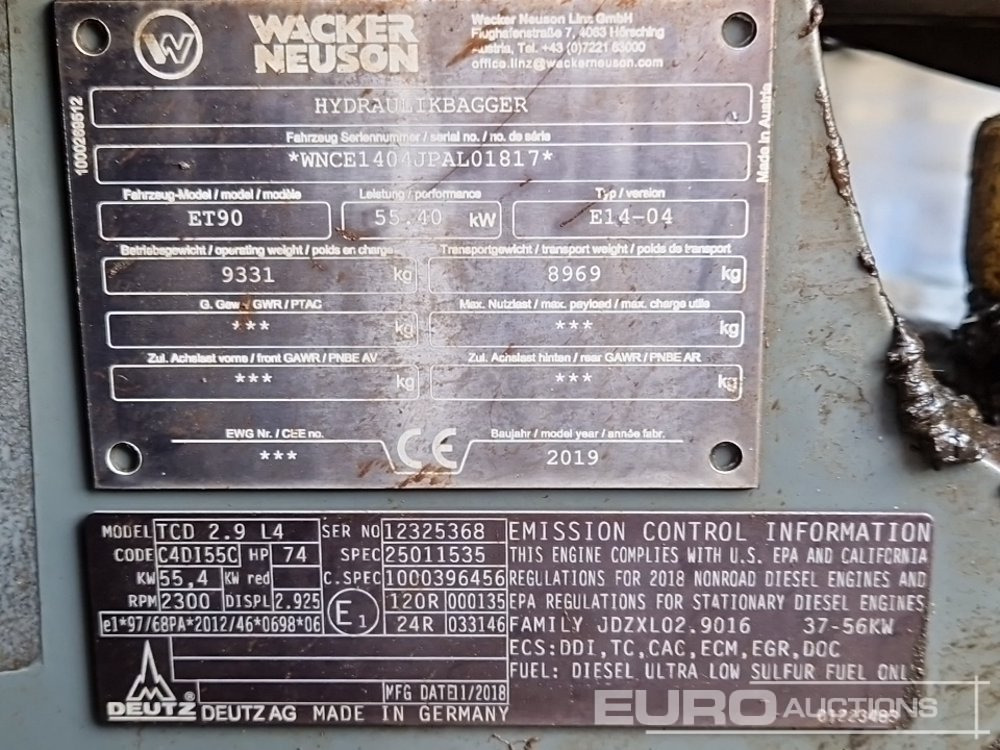 WACKER
NEUSON
Wacker Neuson Linz GmbH
Flughafenstraße 7, 4063 Hörsching
Austria, Tel. +43 (0)7221 63000
office.linz@wackerneuson.com
HYDRAULIKBAGGER
Fahrzeug Seriennummer / serial no. / no. de série
*WNCE1404JPAL01817*
Fahrzeug-Model / model / modèle Leistung / performance Typ / version
ET90 55.40 kW E14-04
Betriebsgewicht / operating weight / poids en charge Transportgewicht / transport weight / poids de transport
9331 kg 8969 kg
G. Gew. / GWR / PTAC Max. Nutzlast / max. payload / max. charge utile
*** kg *** kg
Zul. Achslast vorne / front GAWR / PNBE AV Zul. Achslast hinten / rear GAWR / PNBE AR
*** kg *** kg
EWG Nr. / CEE no. CE Baujahr / model year / année fabr.
*** 2019
1000289512
Made in Austria
MODEL TCD 2.9 L4 SER NO 12325368
CODE C4DI55C HP 74 SPEC 25011535
KW 55,4 KW red C.SPEC 1000396456
RPM 2300 DISPL 2.925 E1 120R 000135
e1*97/68PA*2012/46*0698*06 24R 033146
MFG DATE 11/2018
DEUTZ DEUTZ AG MADE IN GERMANY
EMISSION CONTROL INFORMATION
THIS ENGINE COMPLIES WITH U.S. EPA AND CALIFORNIA
REGULATIONS FOR 2018 NONROAD DIESEL ENGINES AND
EPA REGULATIONS FOR STATIONARY DIESEL ENGINES
FAMILY JDZXL02.9016 37-56KW
ECS:DDI,TC,CAC,ECM,EGR,DOC
FUEL: DIESEL ULTRA LOW SULFUR FUEL ONLY
EURO AUCTIONS